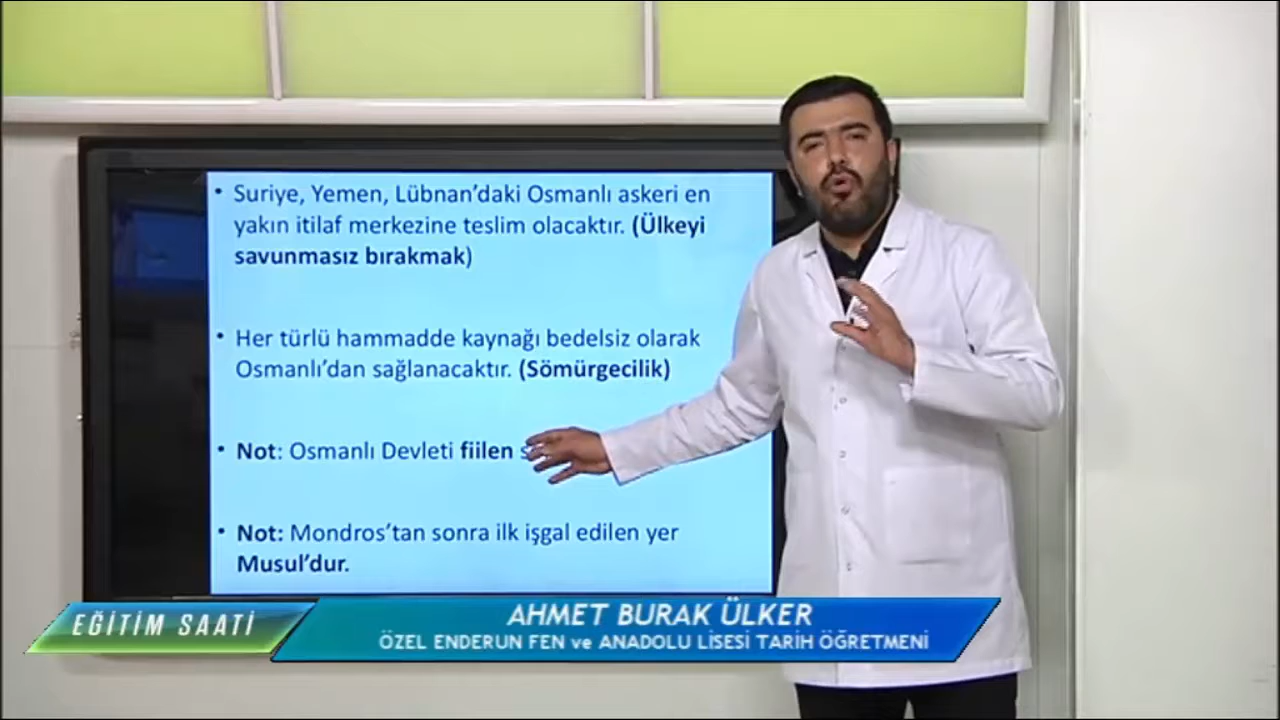 • Suriye, Yemen, Lübnan’daki Osmanlı askeri en
yakın itilaf merkezine teslim olacaktır. (Ülkeyi
savunmasız bırakmak)
• Her türlü hammadde kaynağı bedelsiz olarak
Osmanlı’dan sağlanacaktır. (Sömürgecilik)
• Not: Osmanlı Devleti fiilen
• Not: Mondros’tan sonra ilk işgal edilen yer
Musul’dur.
EĞİTİM SAATİ
AHMET BURAK ÜLKER
ÖZEL ENDERUN FEN ve ANADOLU LİSESİ TARİH ÖĞRETMENİ